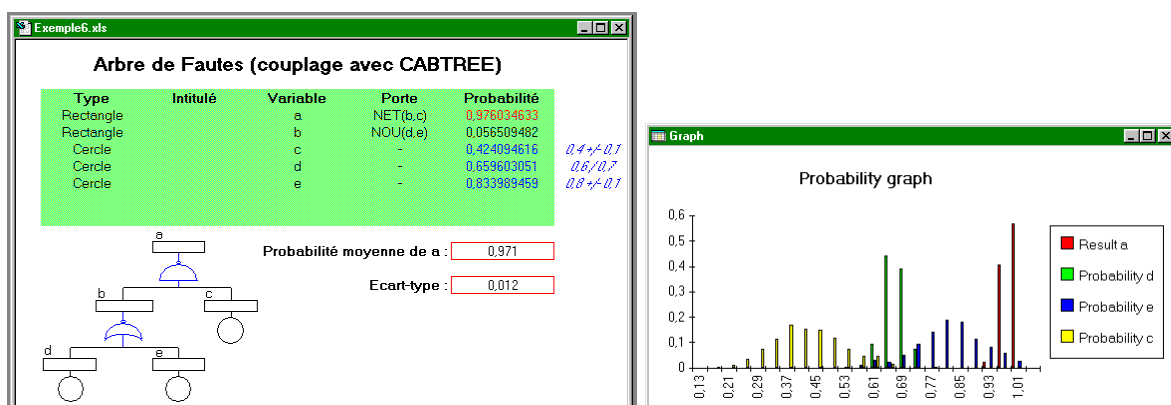 Exemple6.xls
Arbre de Fautes (couplage avec CABTREE)
Type Intitulé Variable Porte Probabilité
Rectangle a NET(b,c) 0,976034633
Rectangle b NOU(d,e) 0,056509482
Cercle c - 0,424094616 0,4 +/- 0,1
Cercle d - 0,659603051 0,6 / 0,7
Cercle e - 0,833989459 0,8 +/- 0,1
a
Probabilité moyenne de a : 0,971
Ecart-type : 0,012
b c
d e
Graph
Probability graph
0,6
0,5
0,4
0,3
0,2
0,1
0
0,13 0,21 0,29 0,37 0,45 0,53 0,61 0,69 0,77 0,85 0,93 1,01
Result a
Probability d
Probability e
Probability c